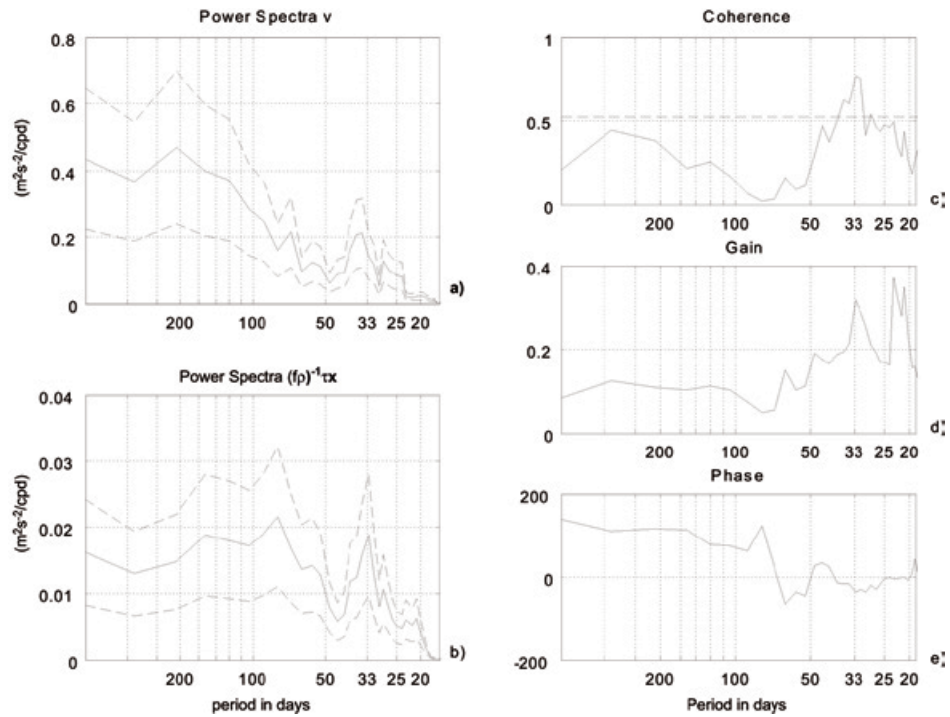 Power Spectra v
0.8
0.6
0.4
0.2
0
(m²s⁻²/cpd)
200 100 50 33 25 20
a)
Power Spectra (fρ)⁻¹τx
0.04
0.03
0.02
0.01
0
(m²s⁻²/cpd)
200 100 50 33 25 20
period in days
b)
Coherence
1
0.5
0
200 100 50 33 25 20
c)
Gain
0.4
0.2
0
200 100 50 33 25 20
d)
Phase
200
0
-200
200 100 50 33 25 20
Period in days
e)